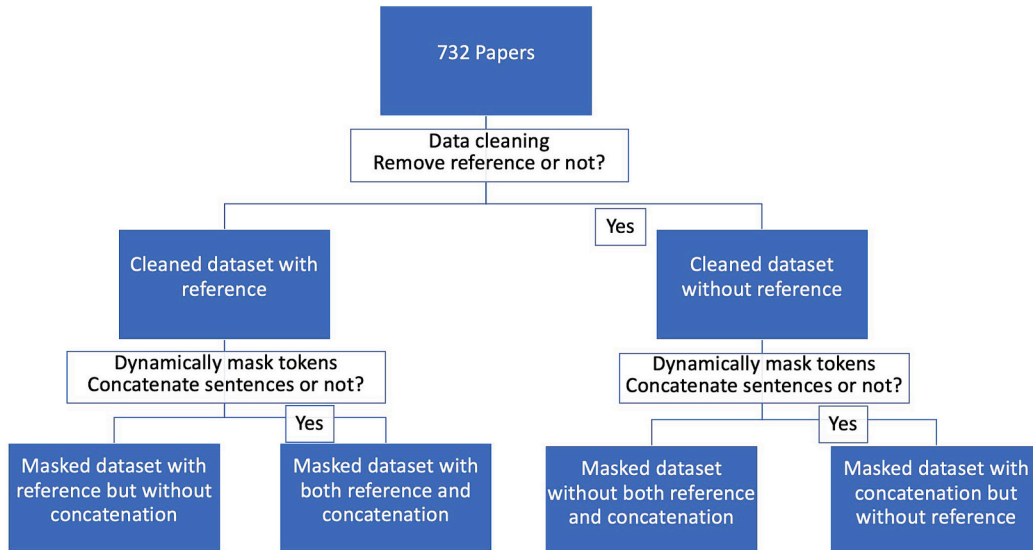 732 Papers
Data cleaning
Remove reference or not?
Yes
Cleaned dataset with
reference
Cleaned dataset
without reference
Dynamically mask tokens
Concatenate sentences or not?
Dynamically mask tokens
Concatenate sentences or not?
Yes
Yes
Masked dataset with
reference but without
concatenation
Masked dataset with
both reference and
concatenation
Masked dataset
without both reference
and concatenation
Masked dataset with
concatenation but
without reference